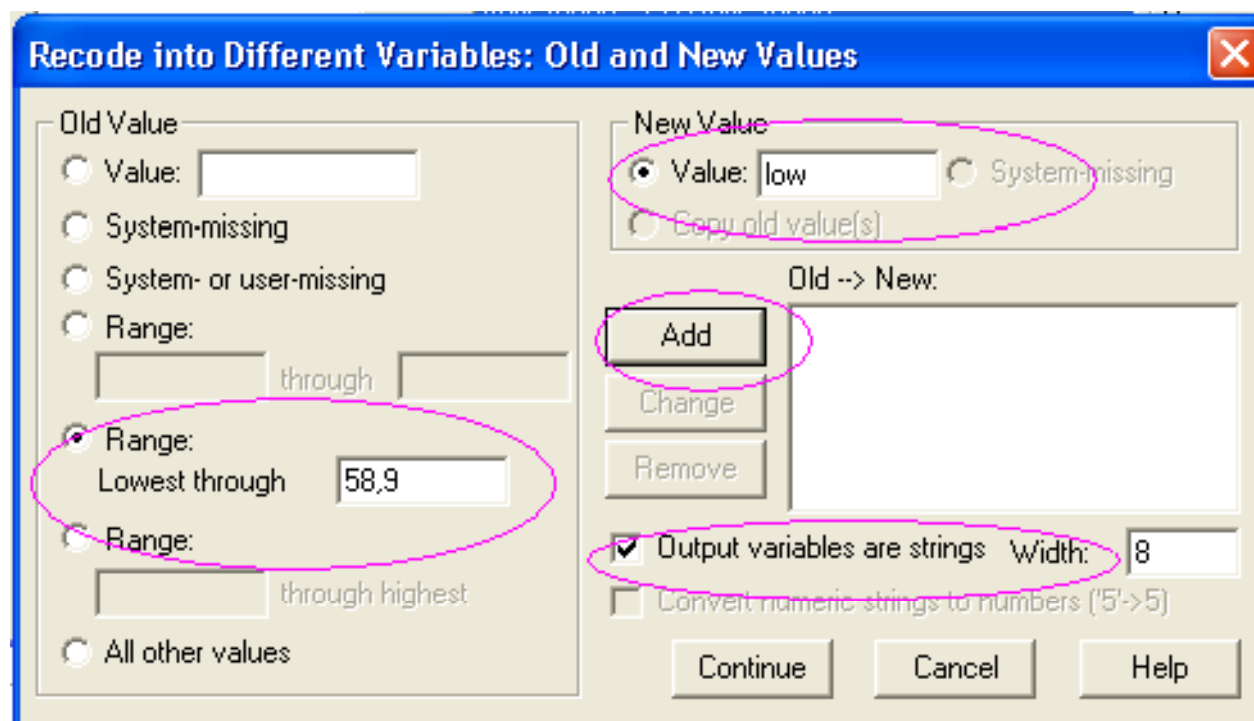 Recode into Different Variables: Old and New Values
Old Value
Value:
System-missing
System- or user-missing
Range:
through
Range:
Lowest through 58,9
Range:
through highest
All other values
New Value
Value: low System-missing
Copy old value(s)
Old --> New:
Add
Change
Remove
Output variables are strings Width: 8
Convert numeric strings to numbers ('5'->5)
Continue Cancel Help